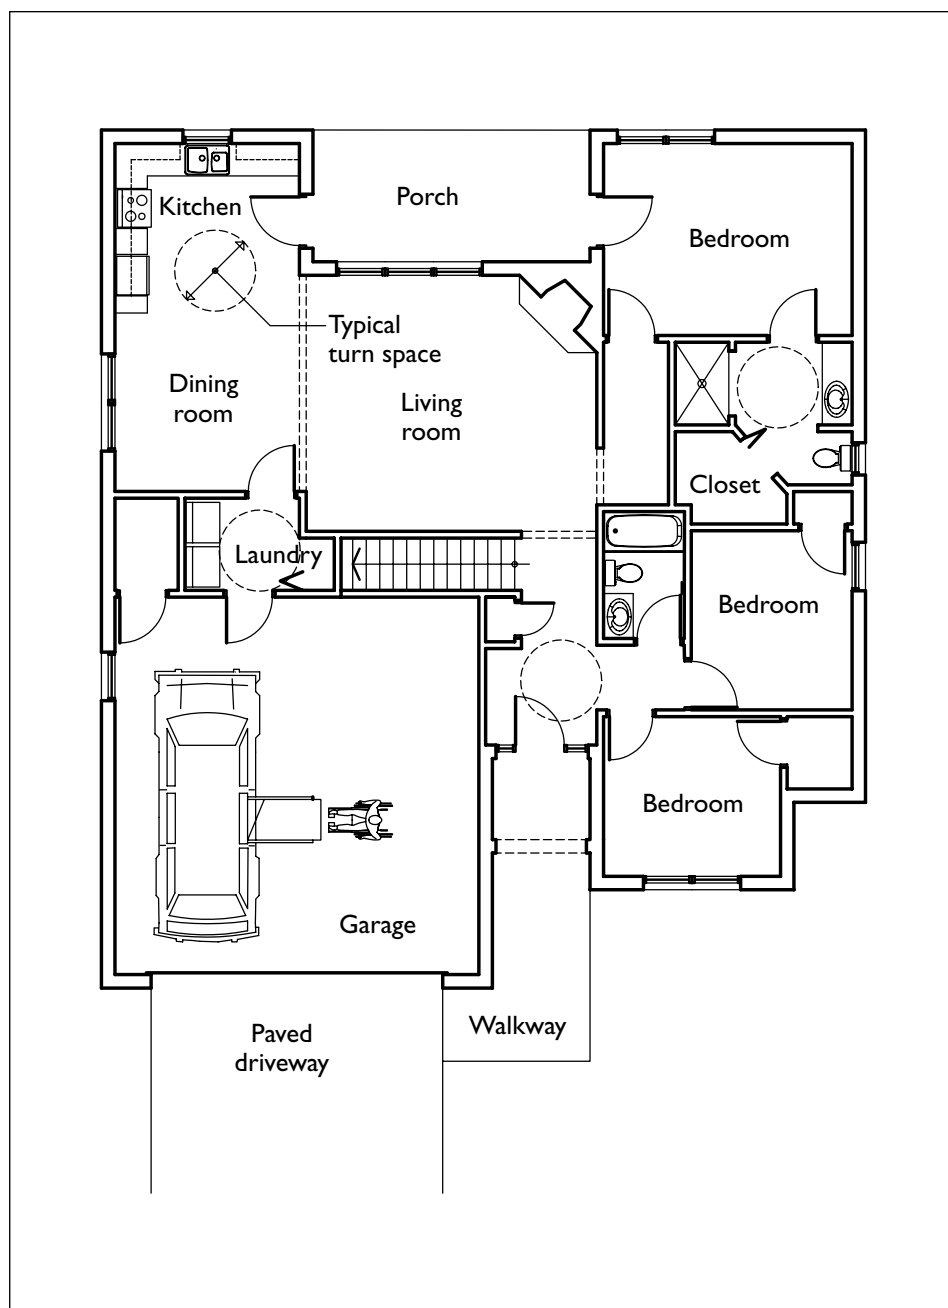 Porch
Kitchen
Bedroom
Typical
turn space
Dining
room
Living
room
Closet
Laundry
Bedroom
Bedroom
Garage
Walkway
Paved
driveway